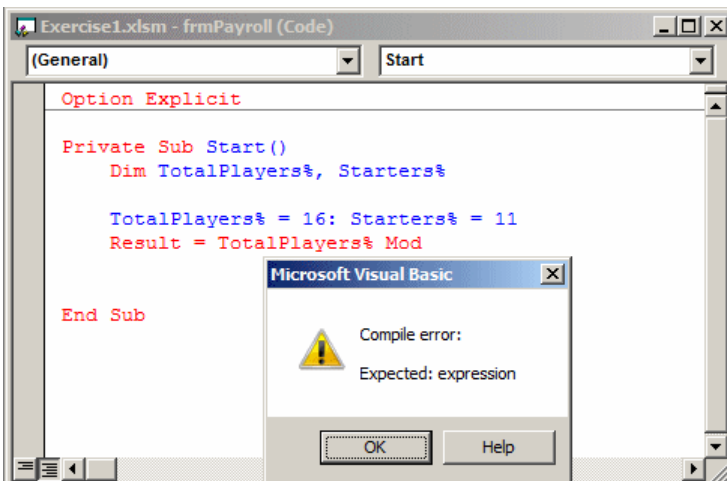 Exercise1.xlsm - frmPayroll (Code)
(General) Start
Option Explicit
Private Sub Start()
Dim TotalPlayers%, Starters%
TotalPlayers% = 16: Starters% = 11
Result = TotalPlayers% Mod
End Sub
Microsoft Visual Basic
Compile error:
Expected: expression
OK Help